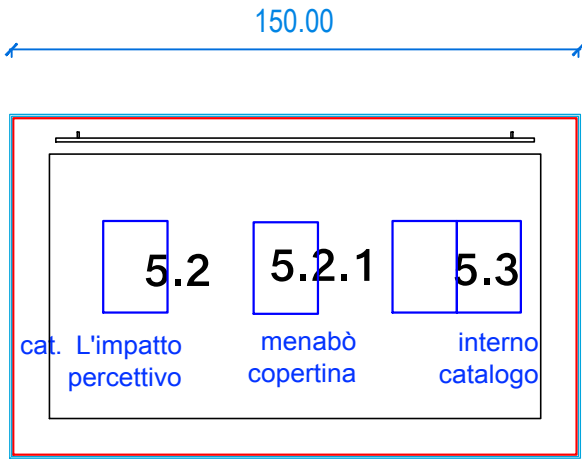 150.00
5.2
5.2.1
5.3
cat. L'impatto
percettivo
menabò
copertina
interno
catalogo